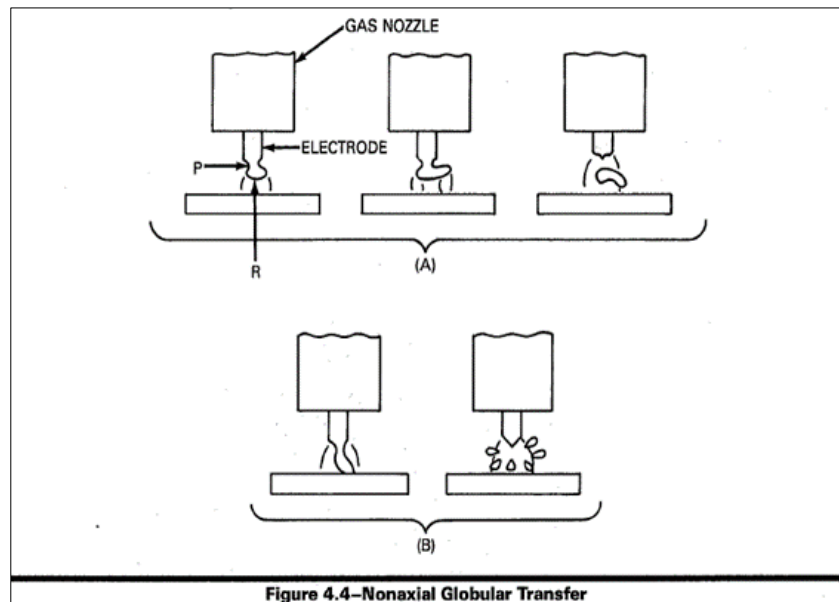 GAS NOZZLE
ELECTRODE
P
R
(A)
(B)
Figure 4.4–Nonaxial Globular Transfer